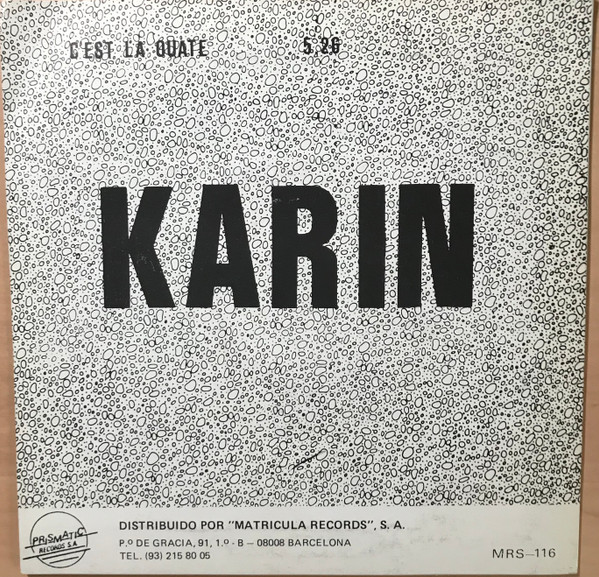 C'EST LA OUATE 5,26
KARIN
PRISMATIC
RECORDS S.A.
DISTRIBUIDO POR "MATRICULA RECORDS", S. A.
P.º DE GRACIA, 91, 1.º - B – 08008 BARCELONA
TEL. (93) 215 80 05
MRS–116